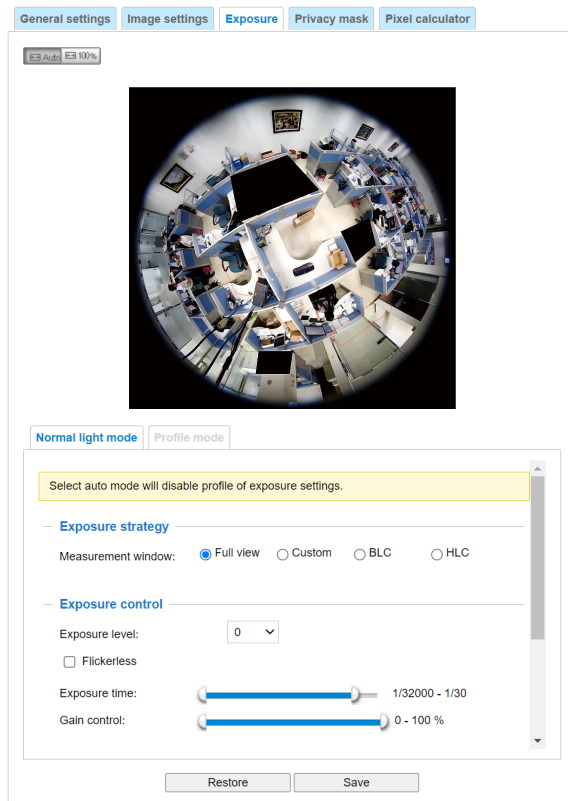 General settings Image settings Exposure Privacy mask Pixel calculator
Auto 100%
Normal light mode Profile mode
Select auto mode will disable profile of exposure settings.
Exposure strategy
Measurement window: Full view Custom BLC HLC
Exposure control
Exposure level: 0
Flickerless
Exposure time: 1/32000 - 1/30
Gain control: 0 - 100 %
Restore Save